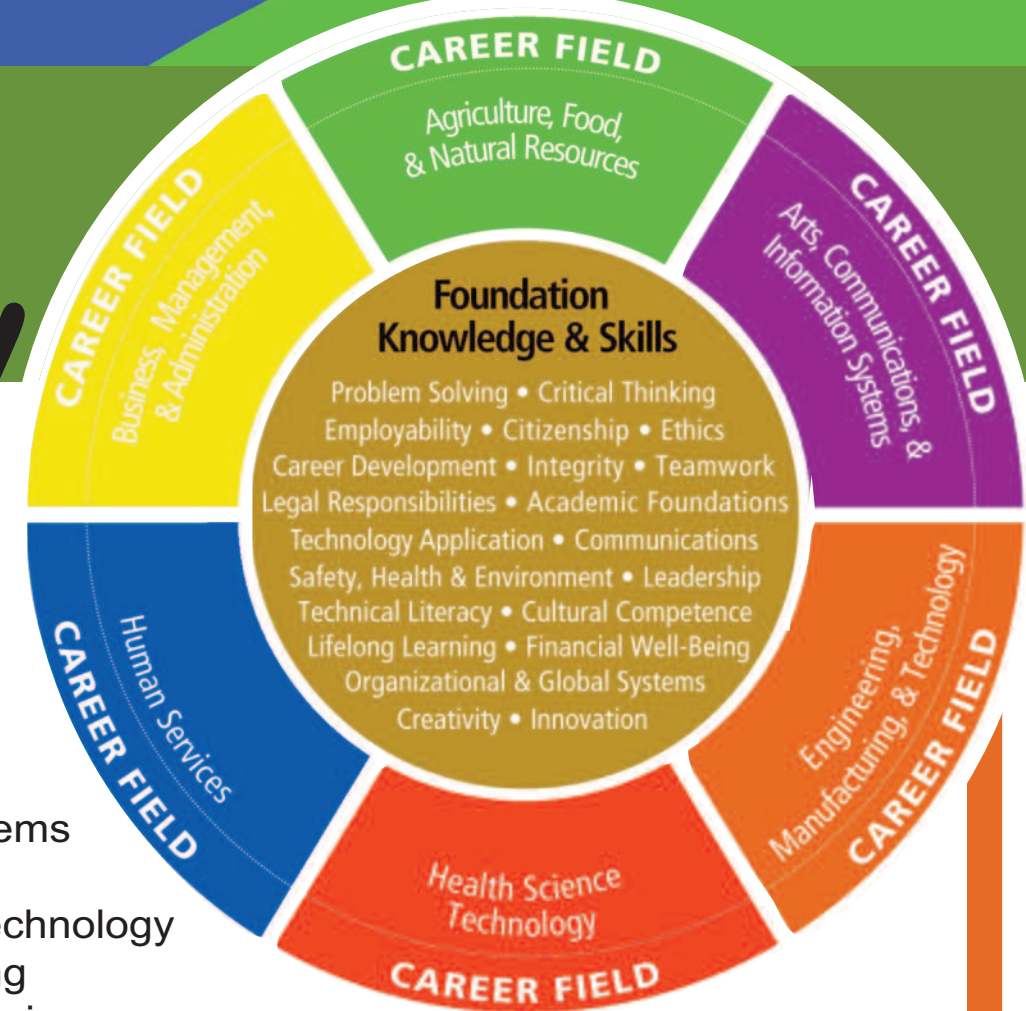 CAREER FIELD
Agriculture, Food,
& Natural Resources
CAREER FIELD
Arts, Communications, &
Information Systems
CAREER FIELD
Engineering,
Manufacturing, & Technology
CAREER FIELD
Health Science
Technology
CAREER FIELD
Human Services
CAREER FIELD
Business, Management,
& Administration
Foundation
Knowledge & Skills
Problem Solving • Critical Thinking
Employability • Citizenship • Ethics
Career Development • Integrity • Teamwork
Legal Responsibilities • Academic Foundations
Technology Application • Communications
Safety, Health & Environment • Leadership
Technical Literacy • Cultural Competence
Lifelong Learning • Financial Well-Being
Organizational & Global Systems
Creativity • Innovation
ems
echnology